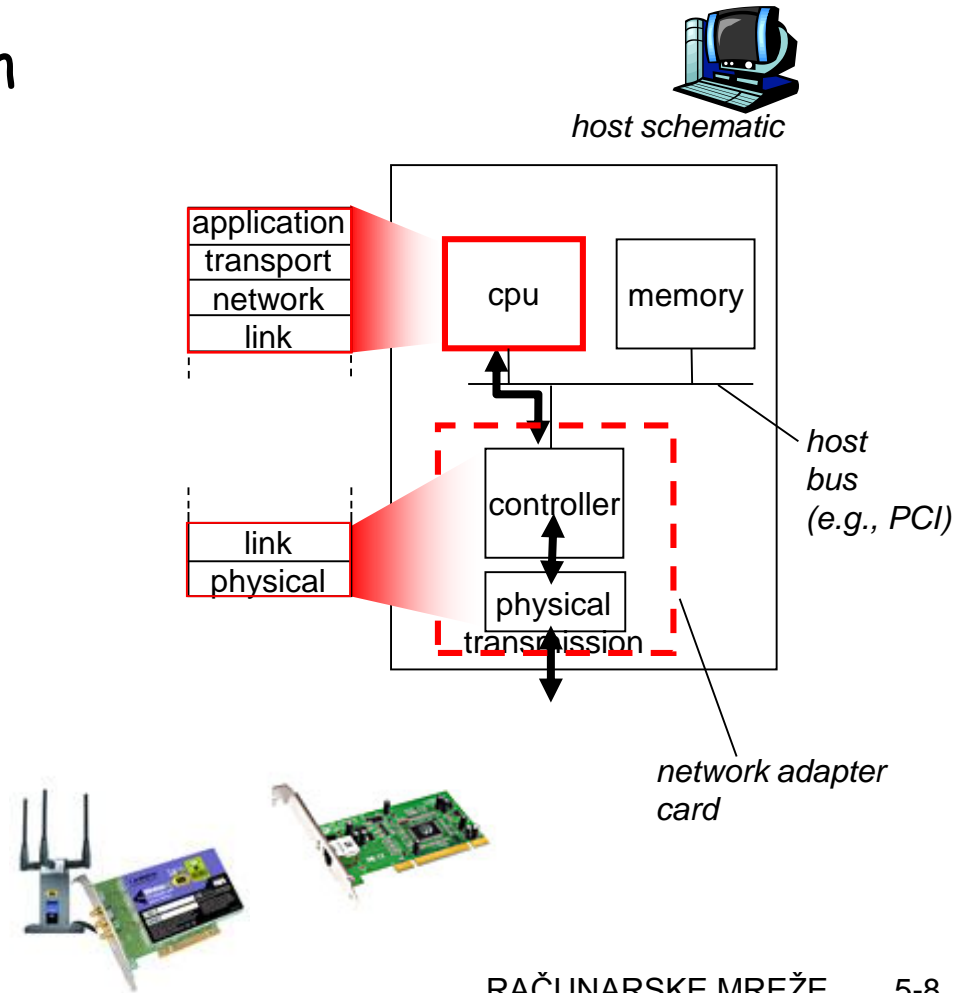 n
host schematic
application
transport
network
link
cpu
memory
host
bus
(e.g., PCI)
controller
link
physical
physical
transmission
network adapter
card
RAČUNARSKE MREŽE 5-8